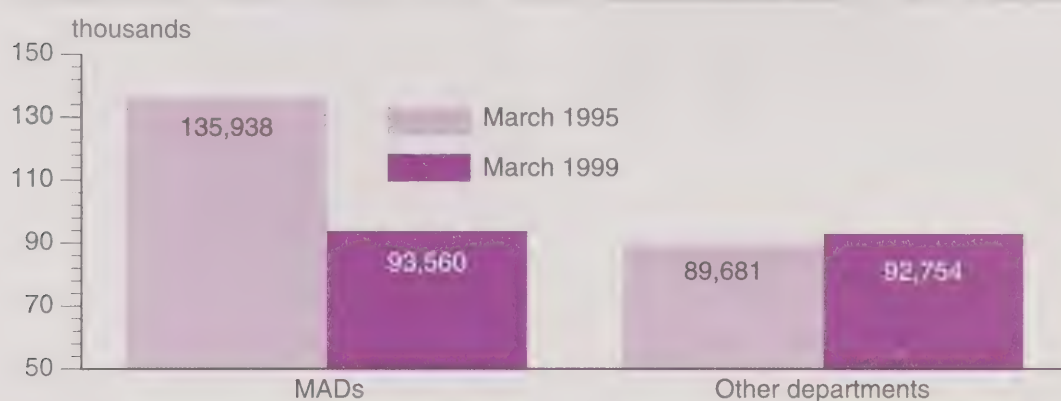 thousands
150
130
110
90
70
50
135,938
93,560
89,681
92,754
March 1995
March 1999
MADs
Other departments